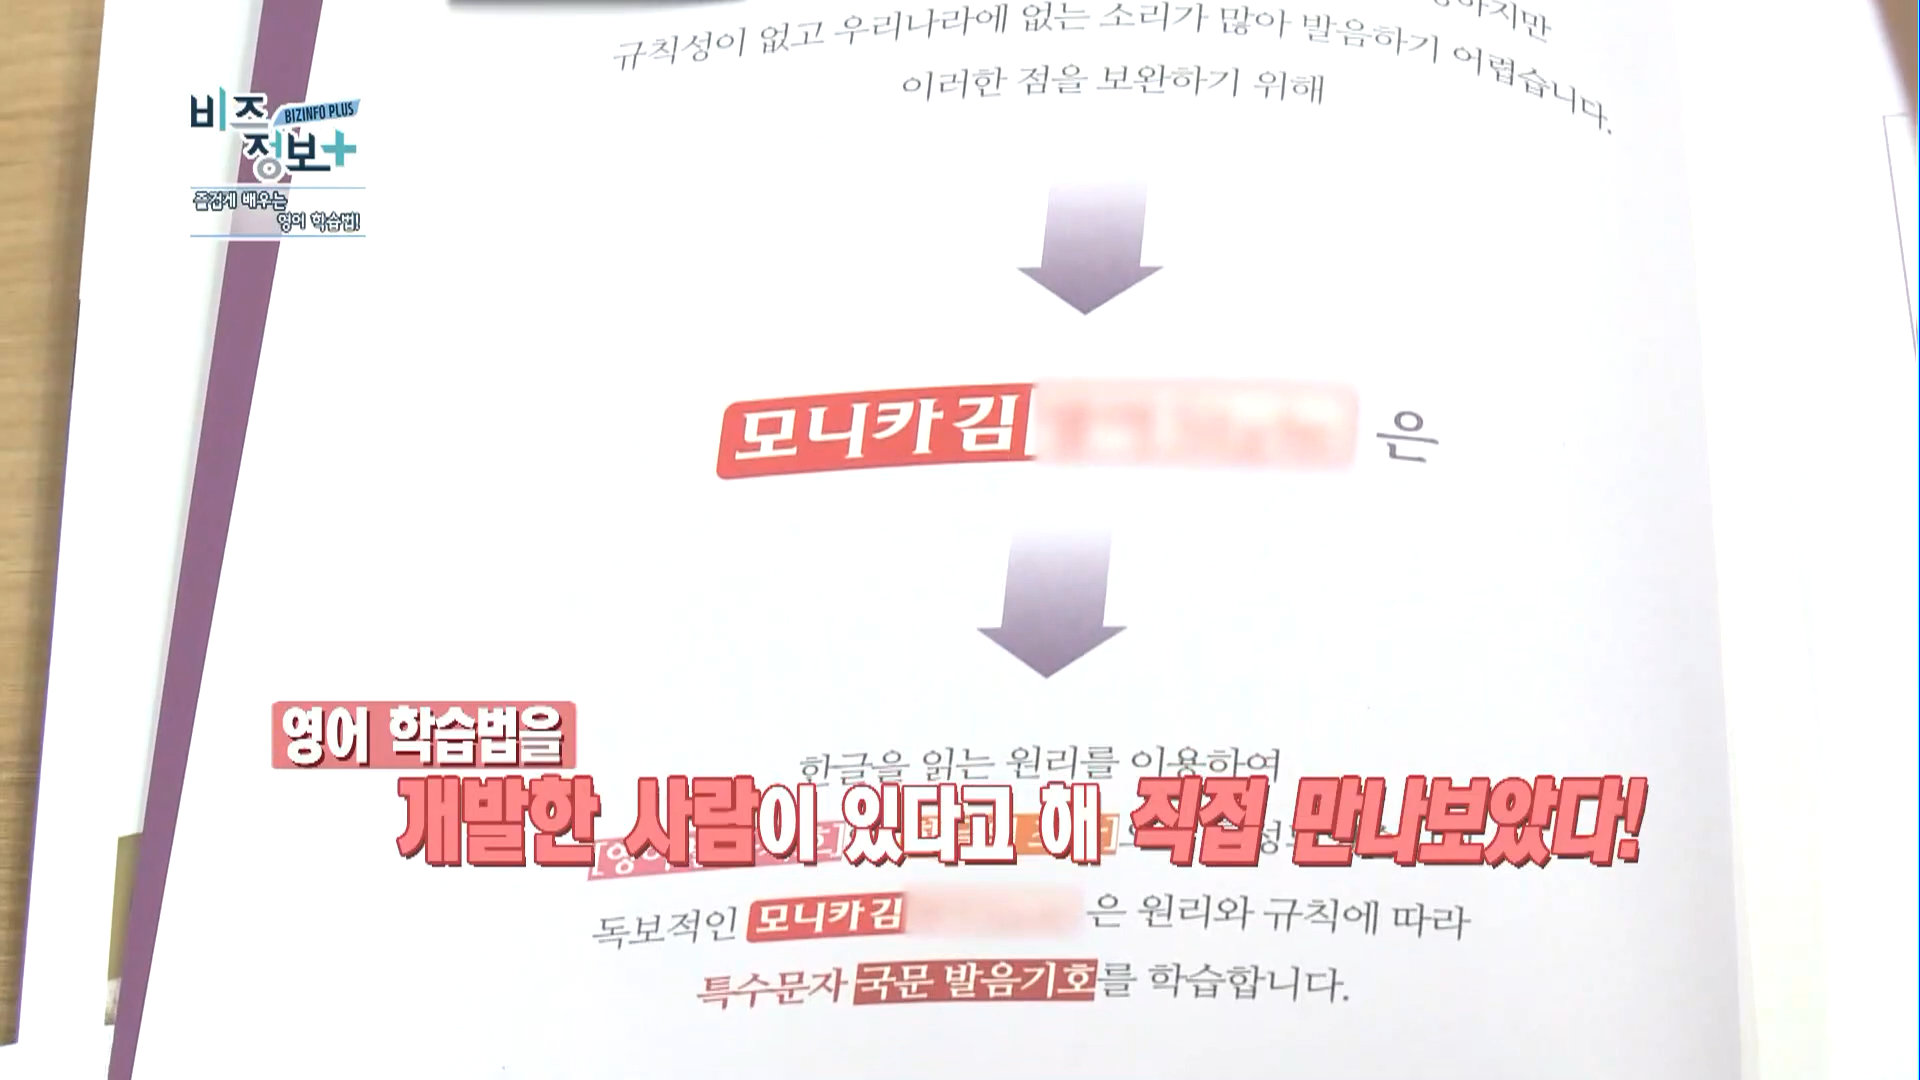 규칙성이 없고 우리나라에 없는 소리가 많아 발음하기 어렵습니다.
이러한 점을 보완하기 위해
비즈
BIZINFO PLUS
정보+
즐겁게 배우는
영어 학습법!
모니카 김 은
영어 학습법을
한글을 읽는 원리를 이용하여
개발한 사람이 있다고 해 직접 만나보았다!
독보적인 모니카 김 은 원리와 규칙에 따라
특수문자 국문 발음기호를 학습합니다.